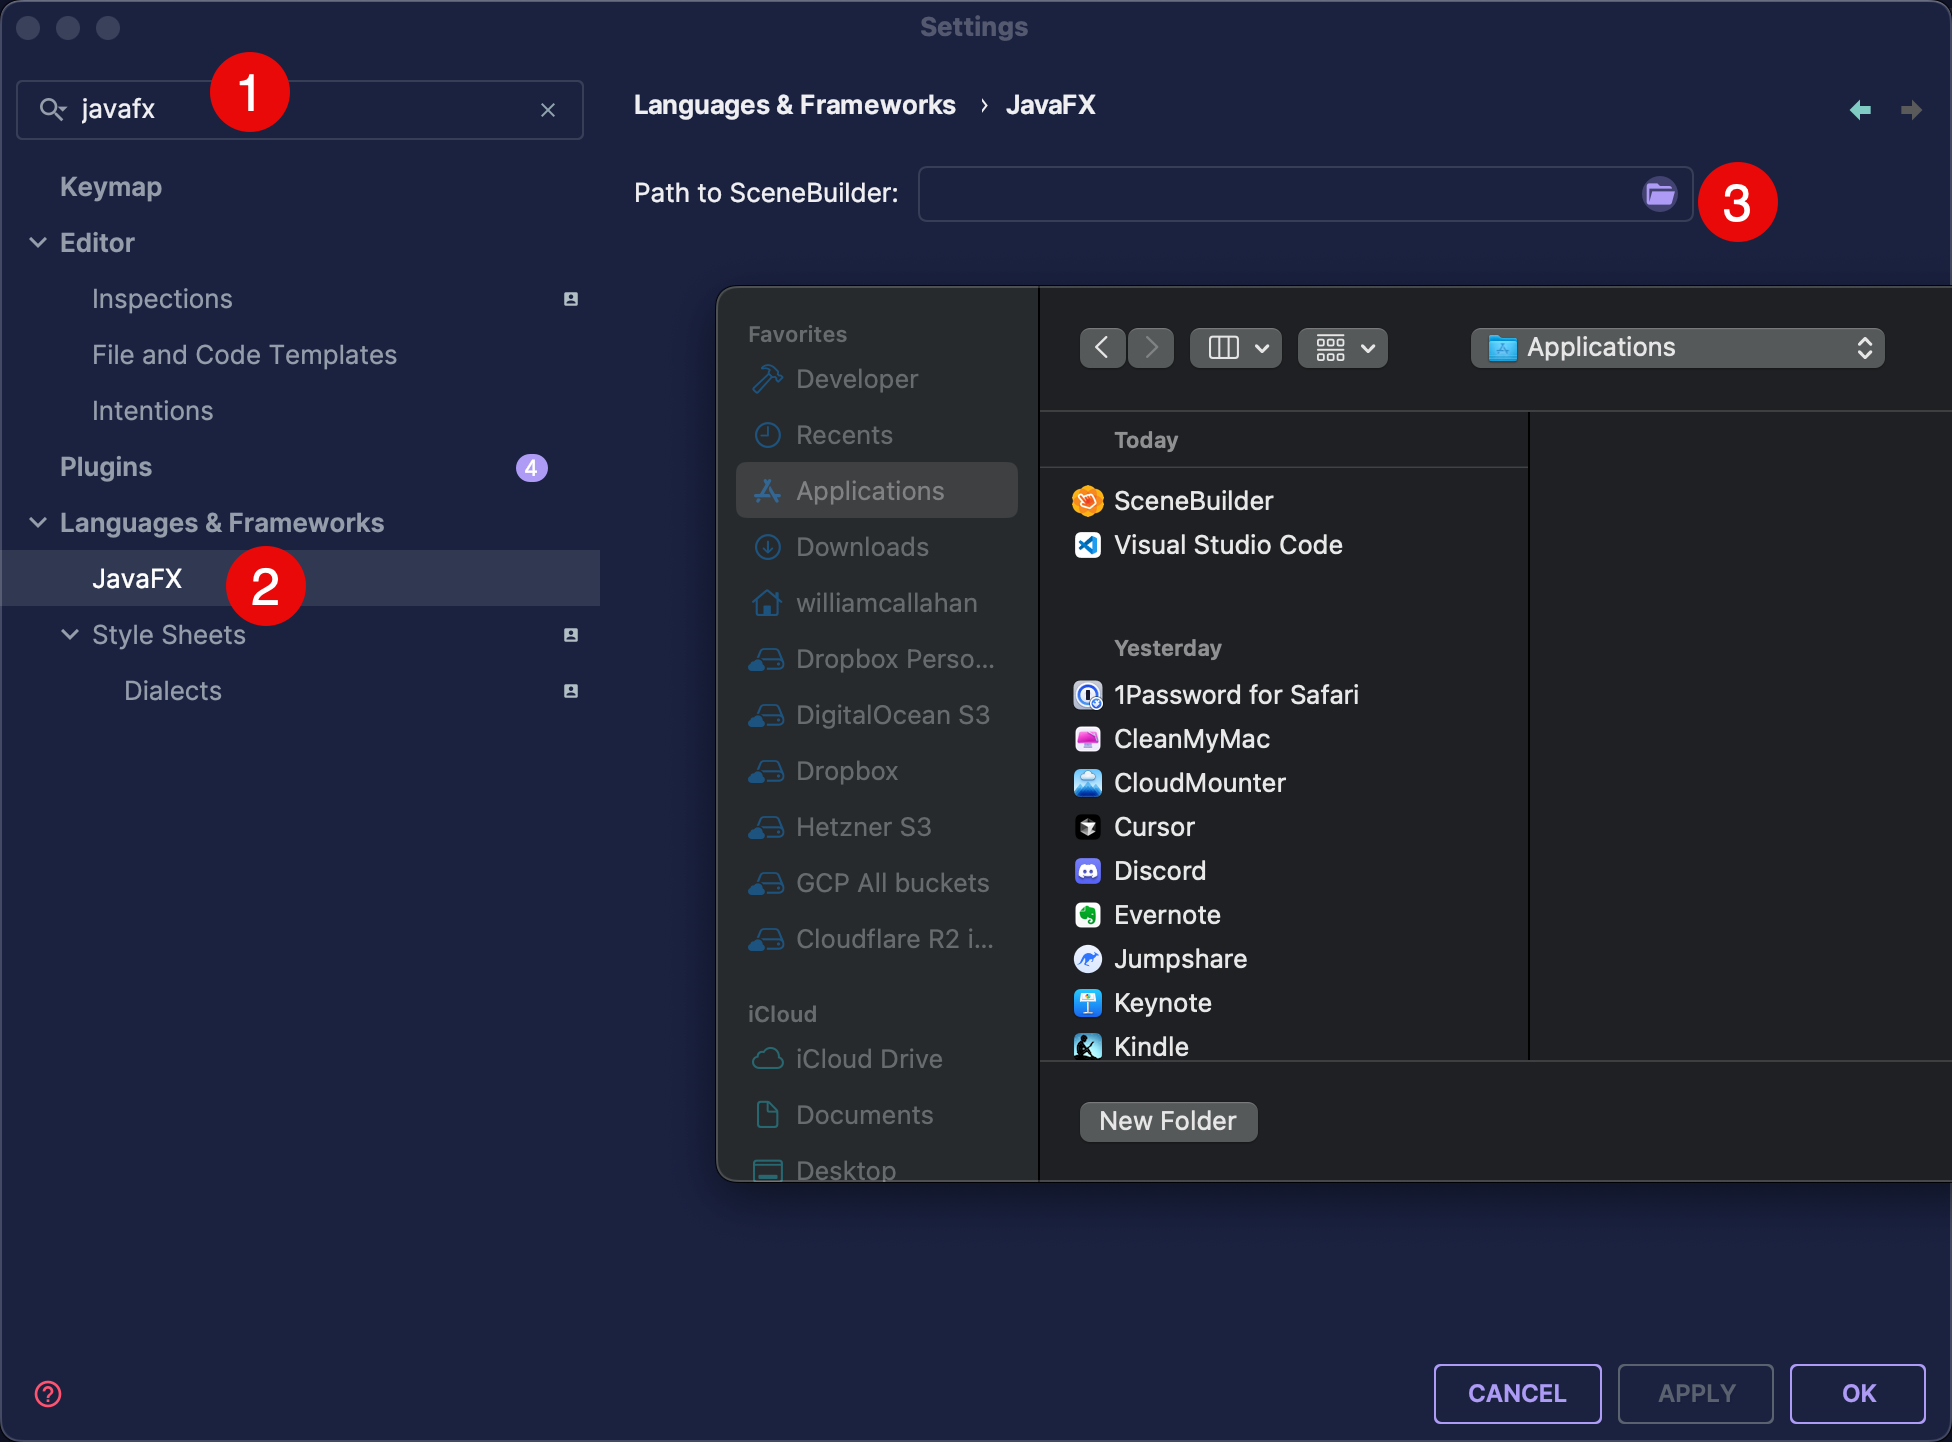 Settings
javafx
1
Keymap
Editor
Inspections
File and Code Templates
Intentions
Plugins
4
Languages & Frameworks
JavaFX
2
Style Sheets
Dialects
Languages & Frameworks › JavaFX
Path to SceneBuilder:
3
Favorites
Developer
Recents
Applications
Downloads
williamcallahan
Dropbox Perso...
DigitalOcean S3
Dropbox
Hetzner S3
GCP All buckets
Cloudflare R2 i...
iCloud
iCloud Drive
Documents
Desktop
Applications
Today
SceneBuilder
Visual Studio Code
Yesterday
1Password for Safari
CleanMyMac
CloudMounter
Cursor
Discord
Evernote
Jumpshare
Keynote
Kindle
New Folder
?
CANCEL
APPLY
OK